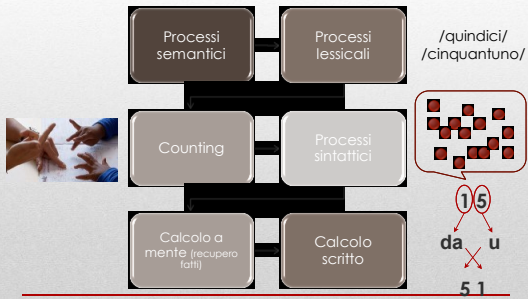 Processi
semantici
Processi
lessicali
/quindici/
/cinquantuno/
Counting
Processi
sintattici
1 5
da u
5 1
Calcolo a
mente (recupero
fatti)
Calcolo
scritto